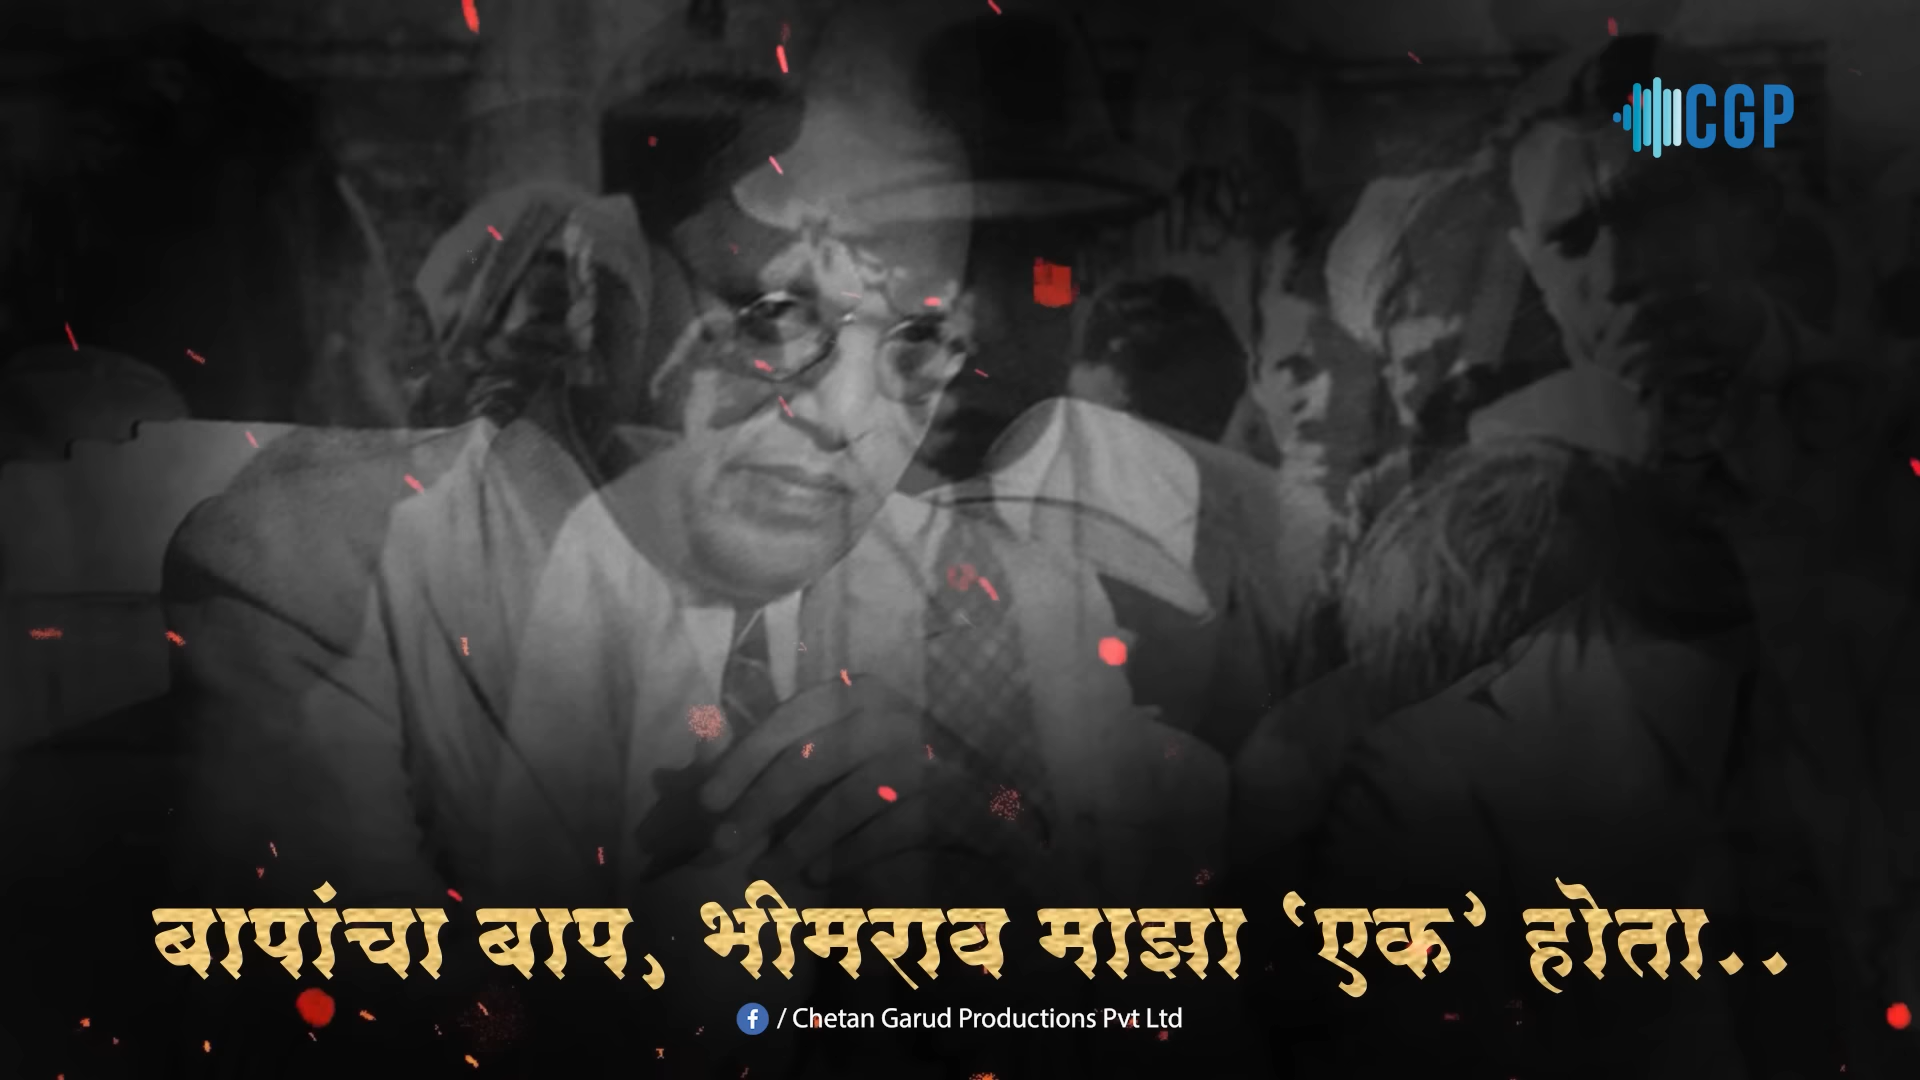 CGP
बापांचा बाप, भीमराव माझा ‘एक’ होता..
/ Chetan Garud Productions Pvt Ltd